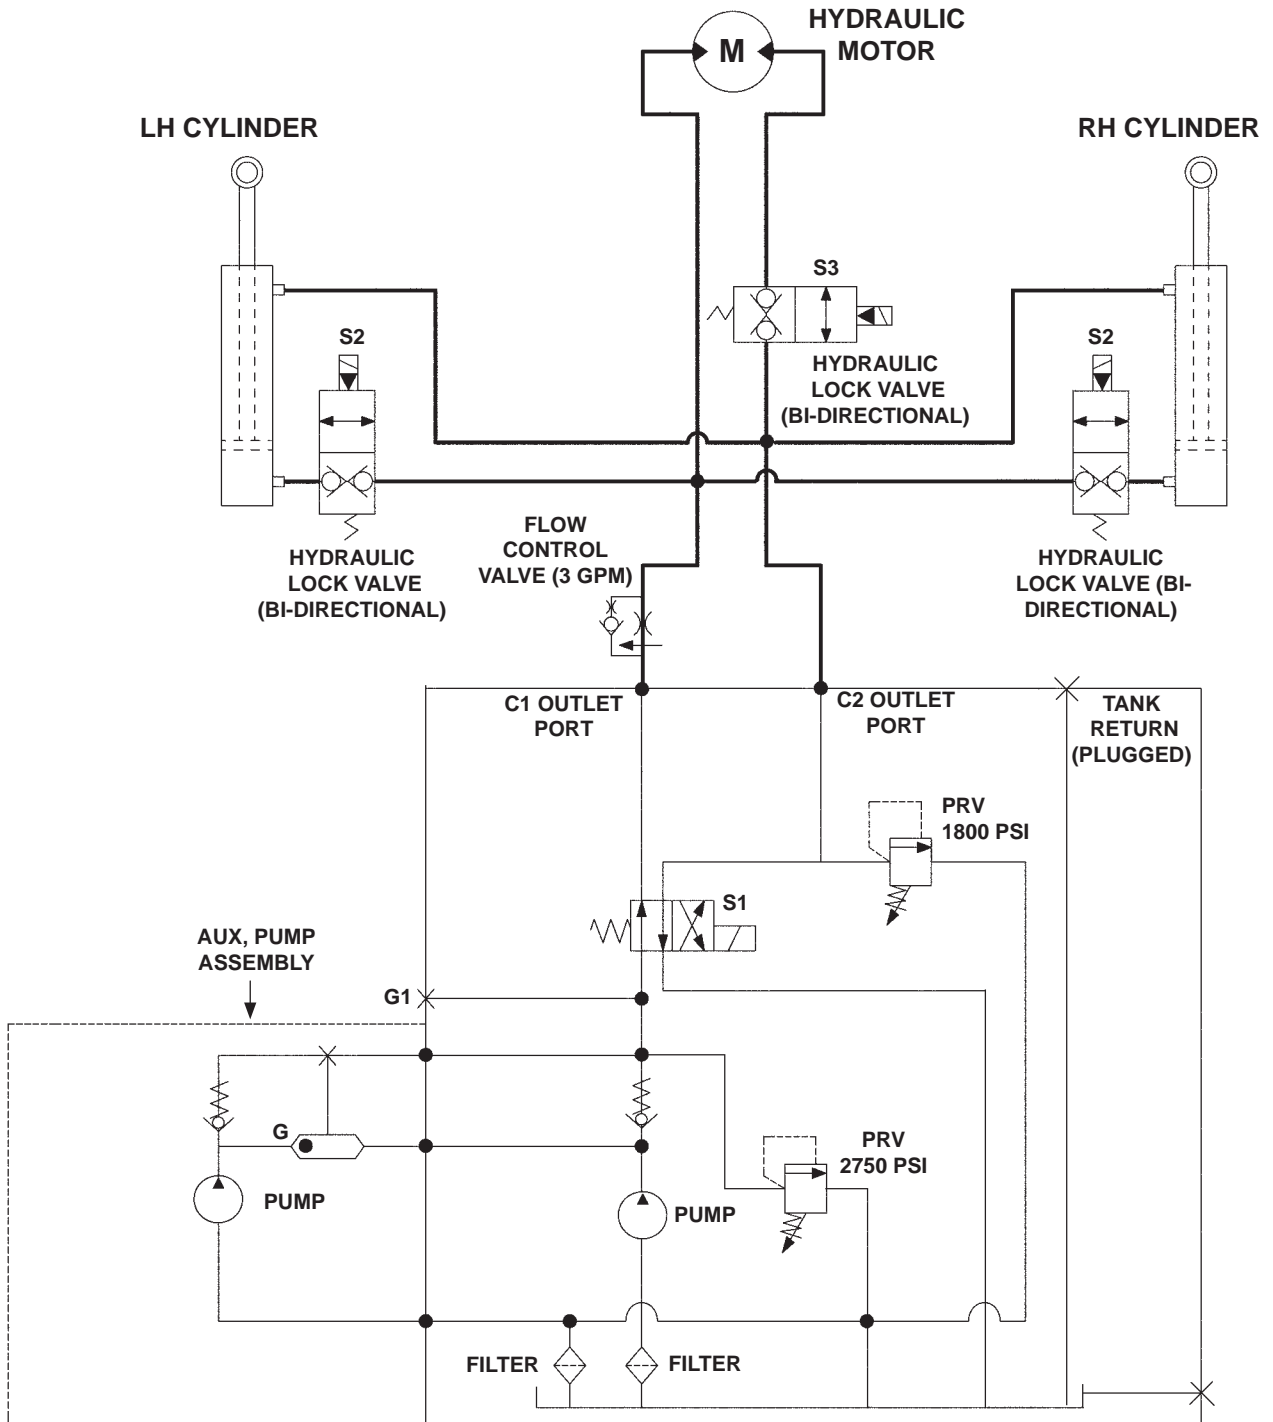 HYDRAULIC
MOTOR
M
LH CYLINDER
RH CYLINDER
S3
S2
S2
HYDRAULIC
LOCK VALVE
(BI-DIRECTIONAL)
FLOW
CONTROL
VALVE (3 GPM)
HYDRAULIC
LOCK VALVE
(BI-DIRECTIONAL)
HYDRAULIC
LOCK VALVE (BI-
DIRECTIONAL)
C1 OUTLET
PORT
C2 OUTLET
PORT
TANK
RETURN
(PLUGGED)
PRV
1800 PSI
S1
AUX, PUMP
ASSEMBLY
G1
G
PRV
2750 PSI
PUMP
PUMP
FILTER
FILTER